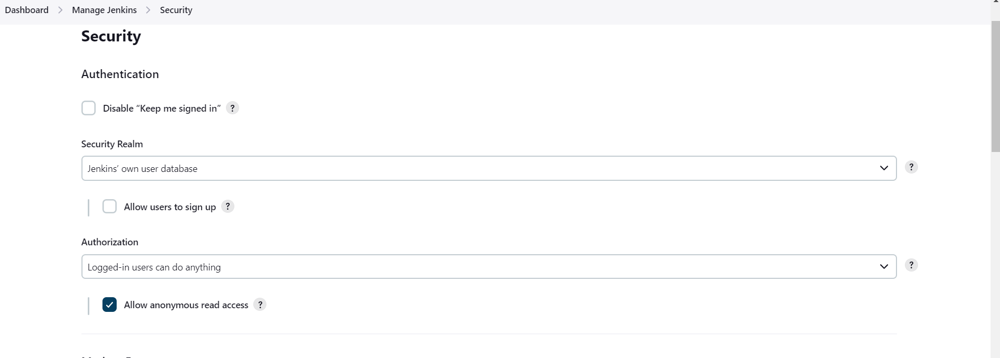 Dashboard > Manage Jenkins > Security
Security
Authentication
Disable “Keep me signed in” ?
Security Realm
Jenkins’ own user database ?
Allow users to sign up ?
Authorization
Logged-in users can do anything ?
Allow anonymous read access ?